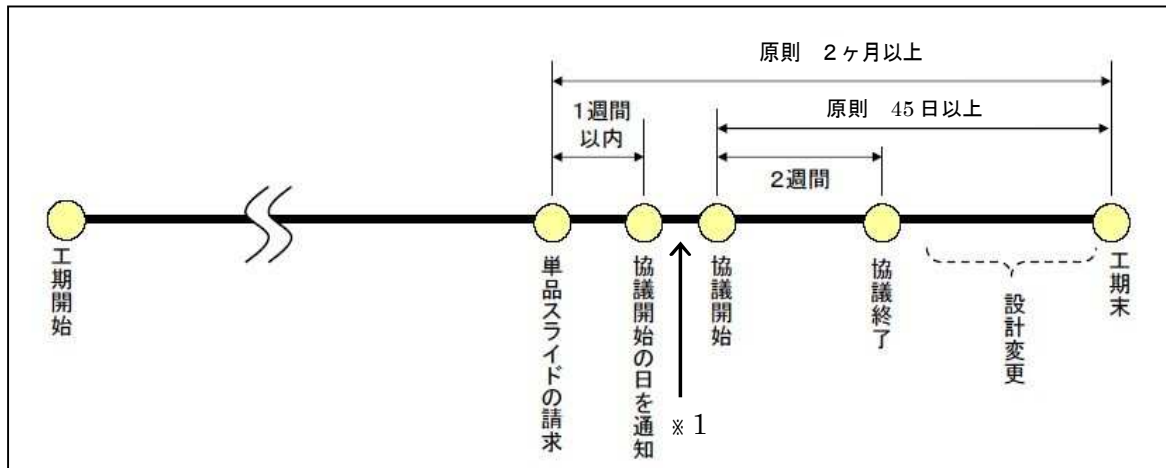 原則　２ヶ月以上
原則　45日以上
1週間
以内
2週間
工期開始
単品スライドの請求
協議開始の日を通知
※1
協議開始
協議終了
設計変更
工期末